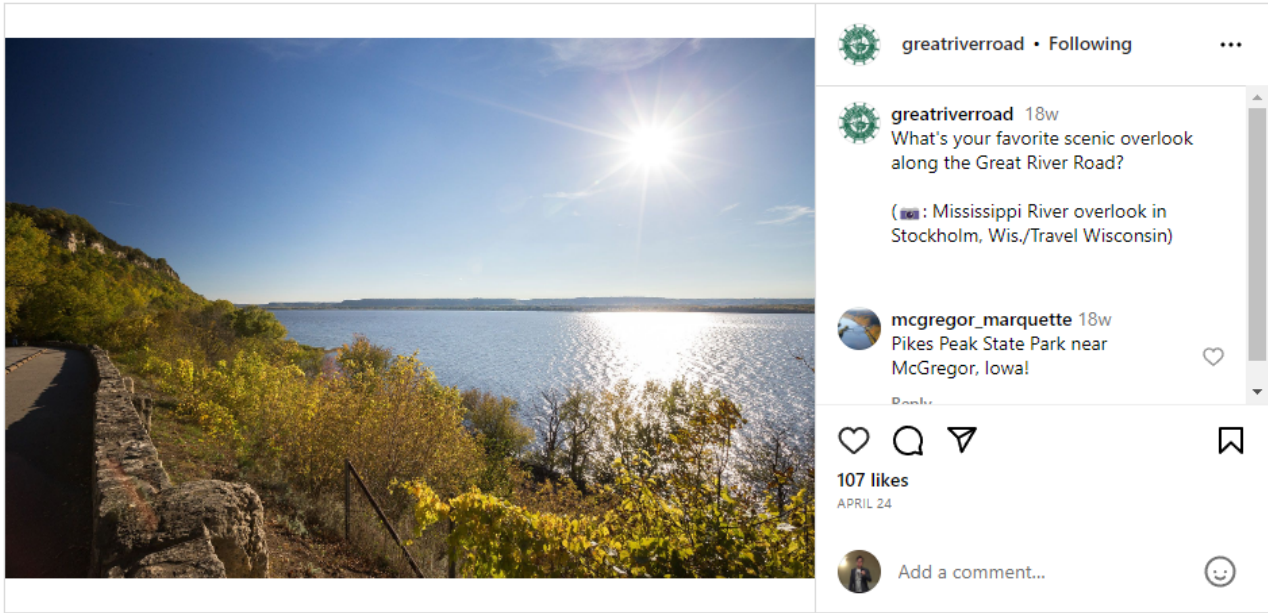 greatriverroad • Following
greatriverroad 18w
What's your favorite scenic overlook
along the Great River Road?
(📷: Mississippi River overlook in
Stockholm, Wis./Travel Wisconsin)
mcgregor_marquette 18w
Pikes Peak State Park near
McGregor, Iowa!
Reply
107 likes
APRIL 24
Add a comment...